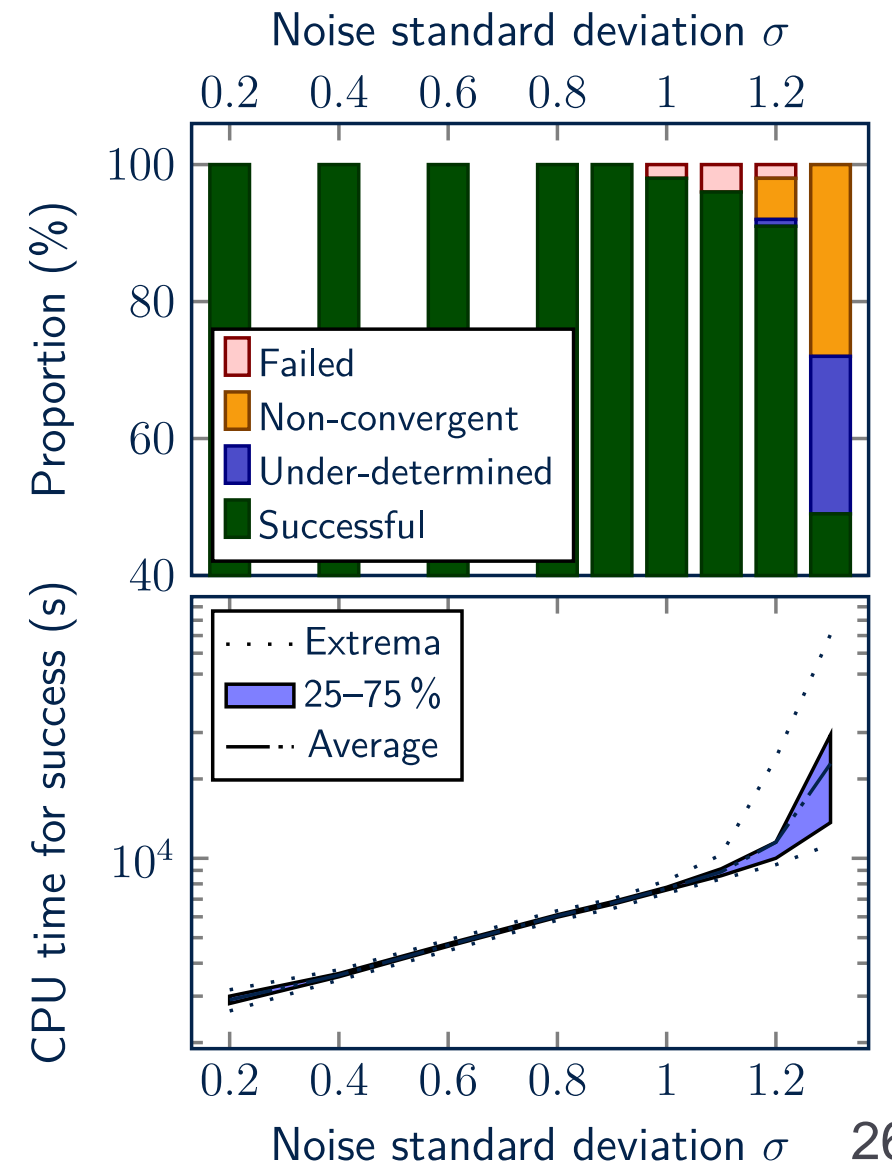 Noise standard deviation σ
0.2 0.4 0.6 0.8 1 1.2
100
80
60
40
Proportion (%)
Failed
Non-convergent
Under-determined
Successful
CPU time for success (s)
10⁴
Extrema
25–75 %
Average
0.2 0.4 0.6 0.8 1 1.2
Noise standard deviation σ
26